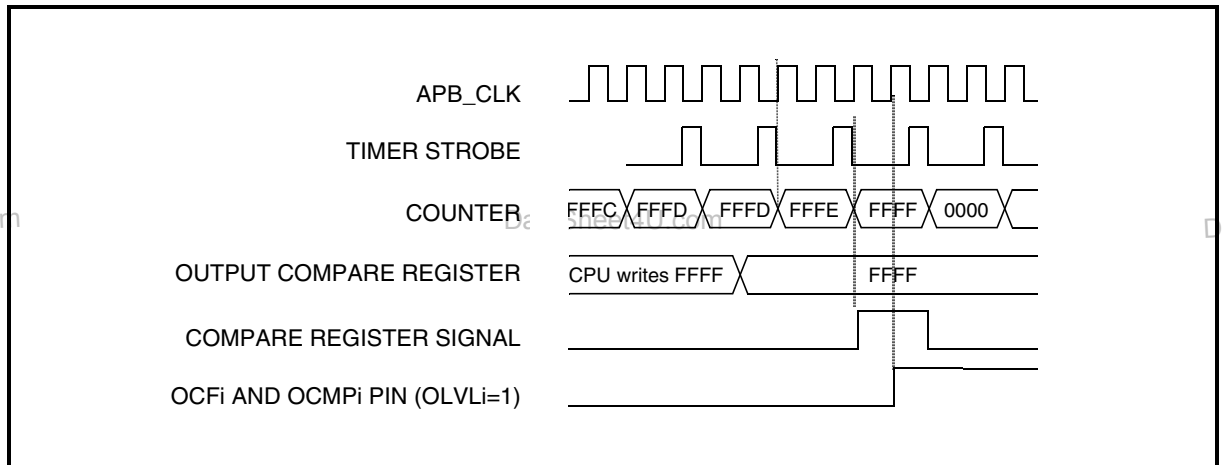 APB_CLK
TIMER STROBE
COUNTER FFFC FFFD FFFD FFFE FFFF 0000
OUTPUT COMPARE REGISTER CPU writes FFFF FFFF
COMPARE REGISTER SIGNAL
OCFi AND OCMPi PIN (OLVLi=1)